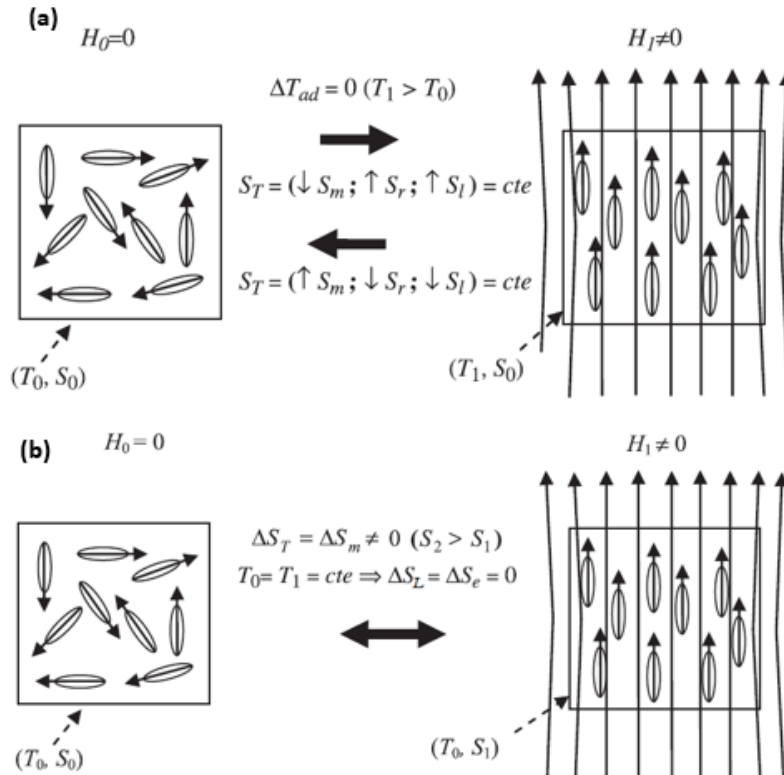 (a)
H₀=0
H₁≠0
ΔT_ad = 0 (T₁ > T₀)
S_T = (↓ S_m ; ↑ S_r ; ↑ S_l) = cte
S_T = (↑ S_m ; ↓ S_r ; ↓ S_l) = cte
(T₀, S₀)
(T₁, S₀)
(b)
H₀ = 0
H₁ ≠ 0
ΔS_T = ΔS_m ≠ 0 (S₂ > S₁)
T₀= T₁ = cte ⇒ ΔS_L = ΔS_e = 0
(T₀, S₀)
(T₀, S₁)